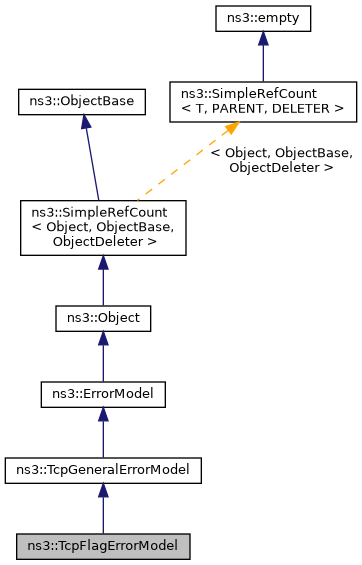 ns3::empty
ns3::SimpleRefCount
< T, PARENT, DELETER >
ns3::ObjectBase
< Object, ObjectBase,
ObjectDeleter >
ns3::SimpleRefCount
< Object, ObjectBase,
ObjectDeleter >
ns3::Object
ns3::ErrorModel
ns3::TcpGeneralErrorModel
ns3::TcpFlagErrorModel